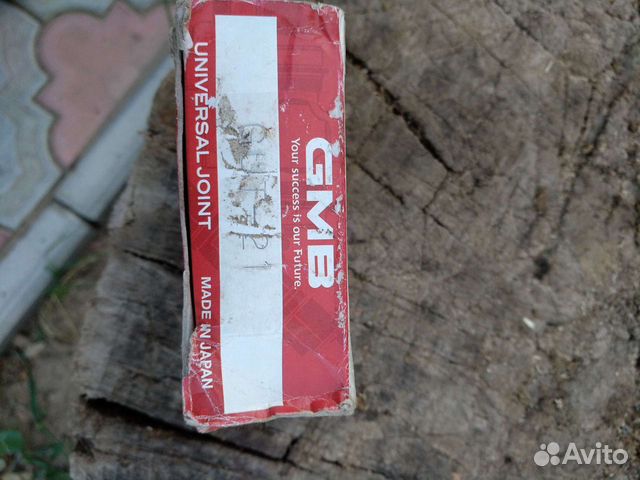 GMB
Your success is our Future.
UNIVERSAL JOINT
MADE IN JAPAN
Avito